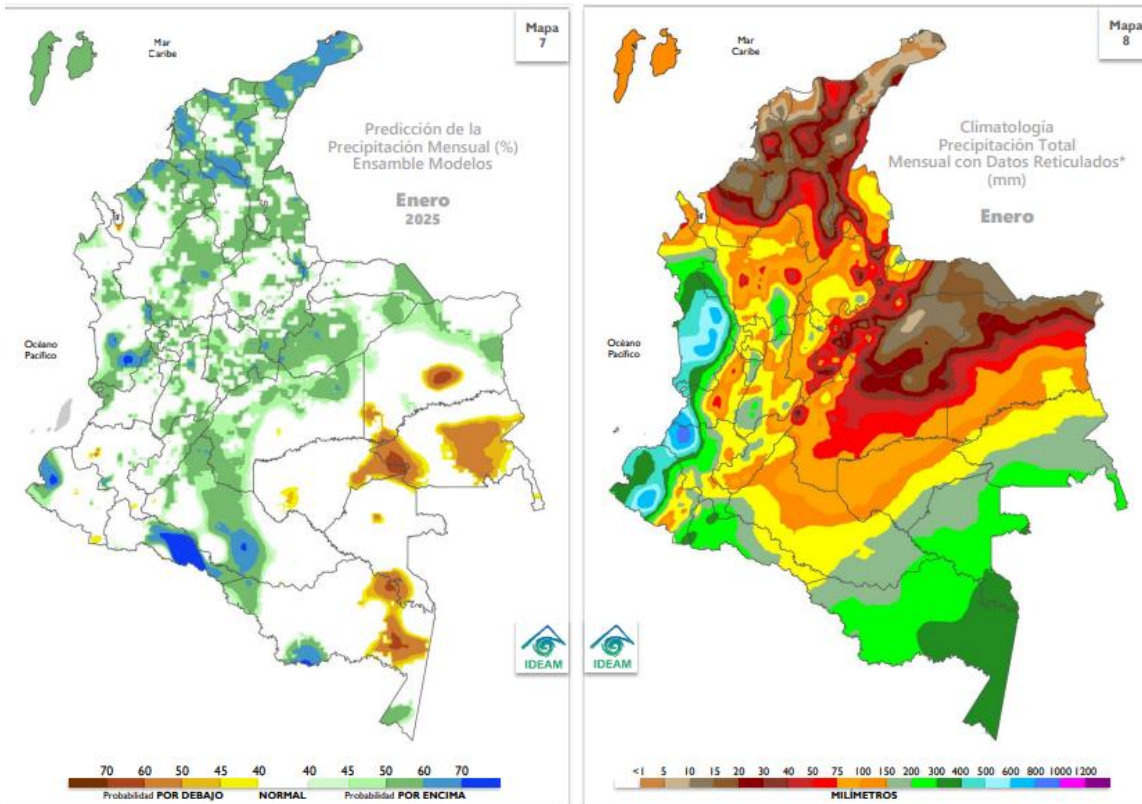 Mapa
7
Mar
Caribe
Predicción de la
Precipitación Mensual (%)
Ensamble Modelos
Enero
2025
Océano
Pacífico
IDEAM
70 60 50 45 40 40 45 50 60 70
Probabilidad POR DEBAJO NORMAL Probabilidad POR ENCIMA
Mapa
8
Mar
Caribe
Climatología
Precipitación Total
Mensual con Datos Reticulados*
(mm)
Enero
Océano
Pacífico
IDEAM
<1 5 10 15 20 30 40 50 75 100 150 200 300 400 500 600 800 1000 1200
MILÍMETROS